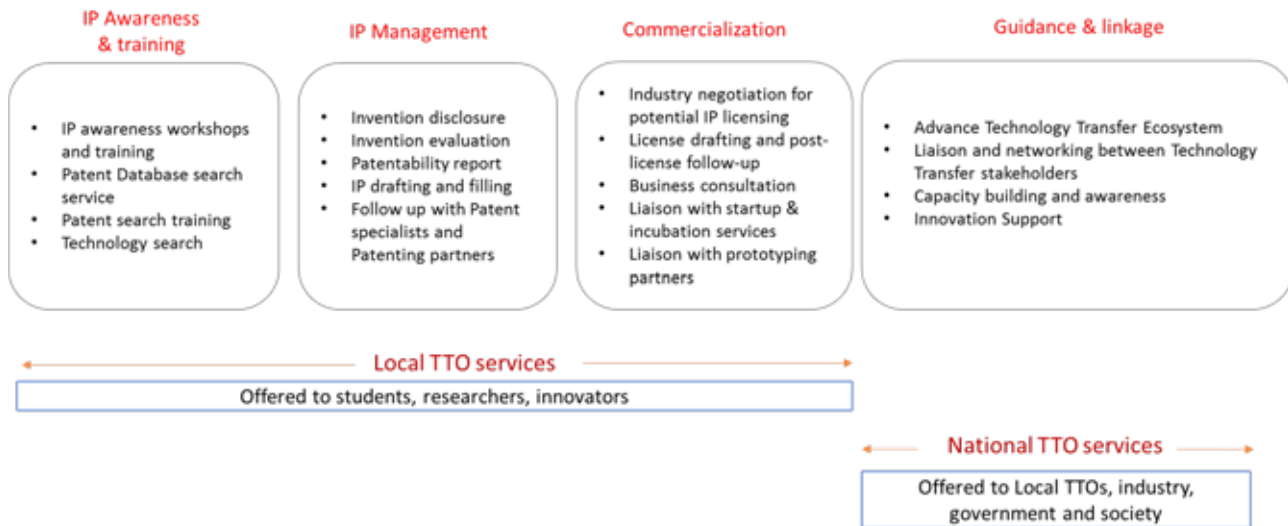 IP Awareness
& training
• IP awareness workshops
and training
• Patent Database search
service
• Patent search training
• Technology search
IP Management
• Invention disclosure
• Invention evaluation
• Patentability report
• IP drafting and filling
• Follow up with Patent
specialists and
Patenting partners
Commercialization
• Industry negotiation for
potential IP licensing
• License drafting and post-
license follow-up
• Business consultation
• Liaison with startup &
incubation services
• Liaison with prototyping
partners
Guidance & linkage
• Advance Technology Transfer Ecosystem
• Liaison and networking between Technology
Transfer stakeholders
• Capacity building and awareness
• Innovation Support
Local TTO services
Offered to students, researchers, innovators
National TTO services
Offered to Local TTOs, industry,
government and society